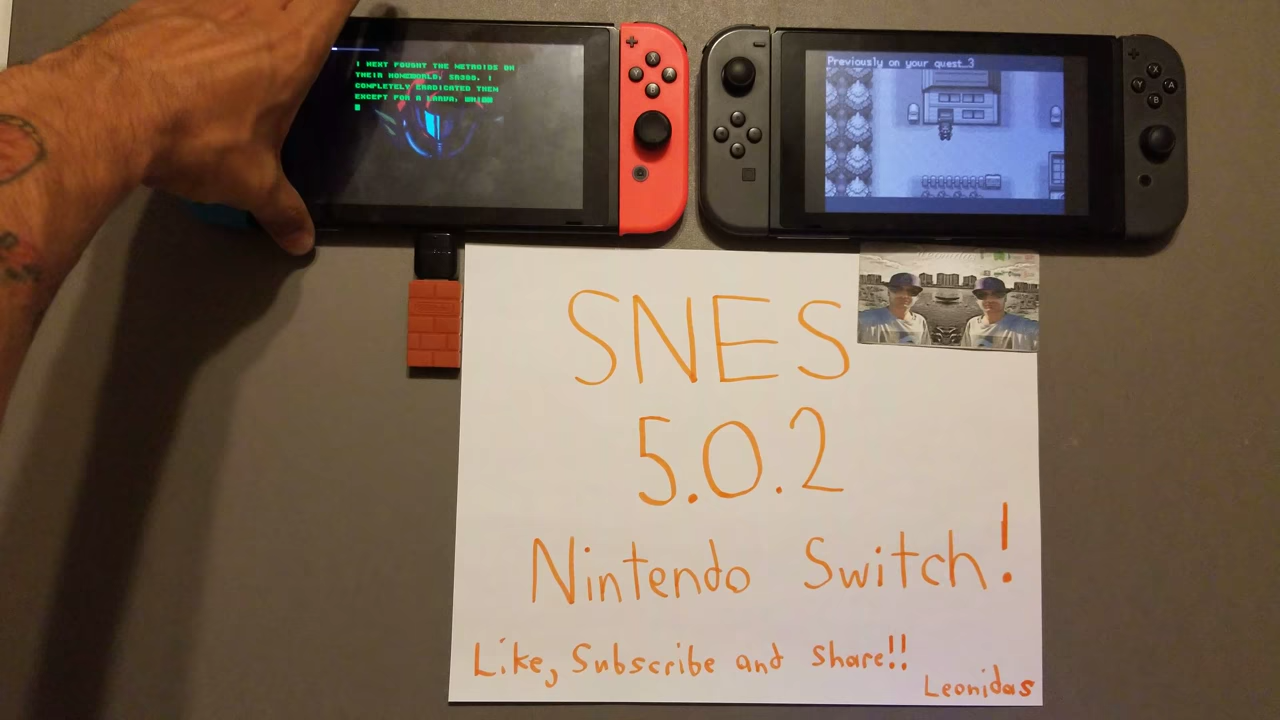 I NEXT FOUGHT THE METROIDS ON
THEIR HOMEWORLD, SR388. I
COMPLETELY ERADICATED THEM
EXCEPT FOR A LARVA,
Previously on your quest…3
X
Y
A
B
X
Y
A
B
SNES
5.0.2
Nintendo Switch!
Like, Subscribe and share!!
Leonidas